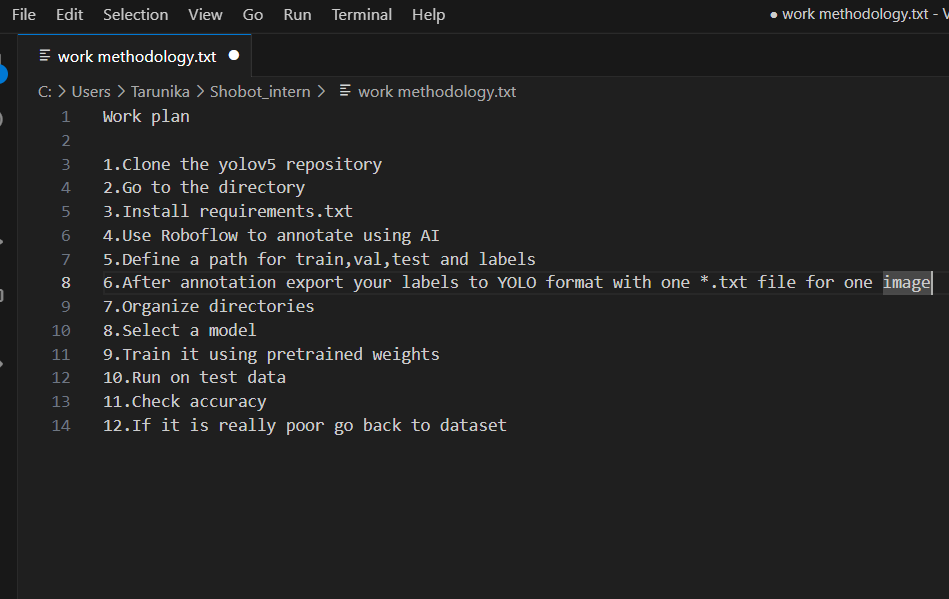 File Edit Selection View Go Run Terminal Help ● work methodology.txt -
work methodology.txt ●
C: > Users > Tarunika > Shobot_intern > work methodology.txt
1 Work plan
2
3 1.Clone the yolov5 repository
4 2.Go to the directory
5 3.Install requirements.txt
6 4.Use Roboflow to annotate using AI
7 5.Define a path for train,val,test and labels
8 6.After annotation export your labels to YOLO format with one *.txt file for one image
9 7.Organize directories
10 8.Select a model
11 9.Train it using pretrained weights
12 10.Run on test data
13 11.Check accuracy
14 12.If it is really poor go back to dataset